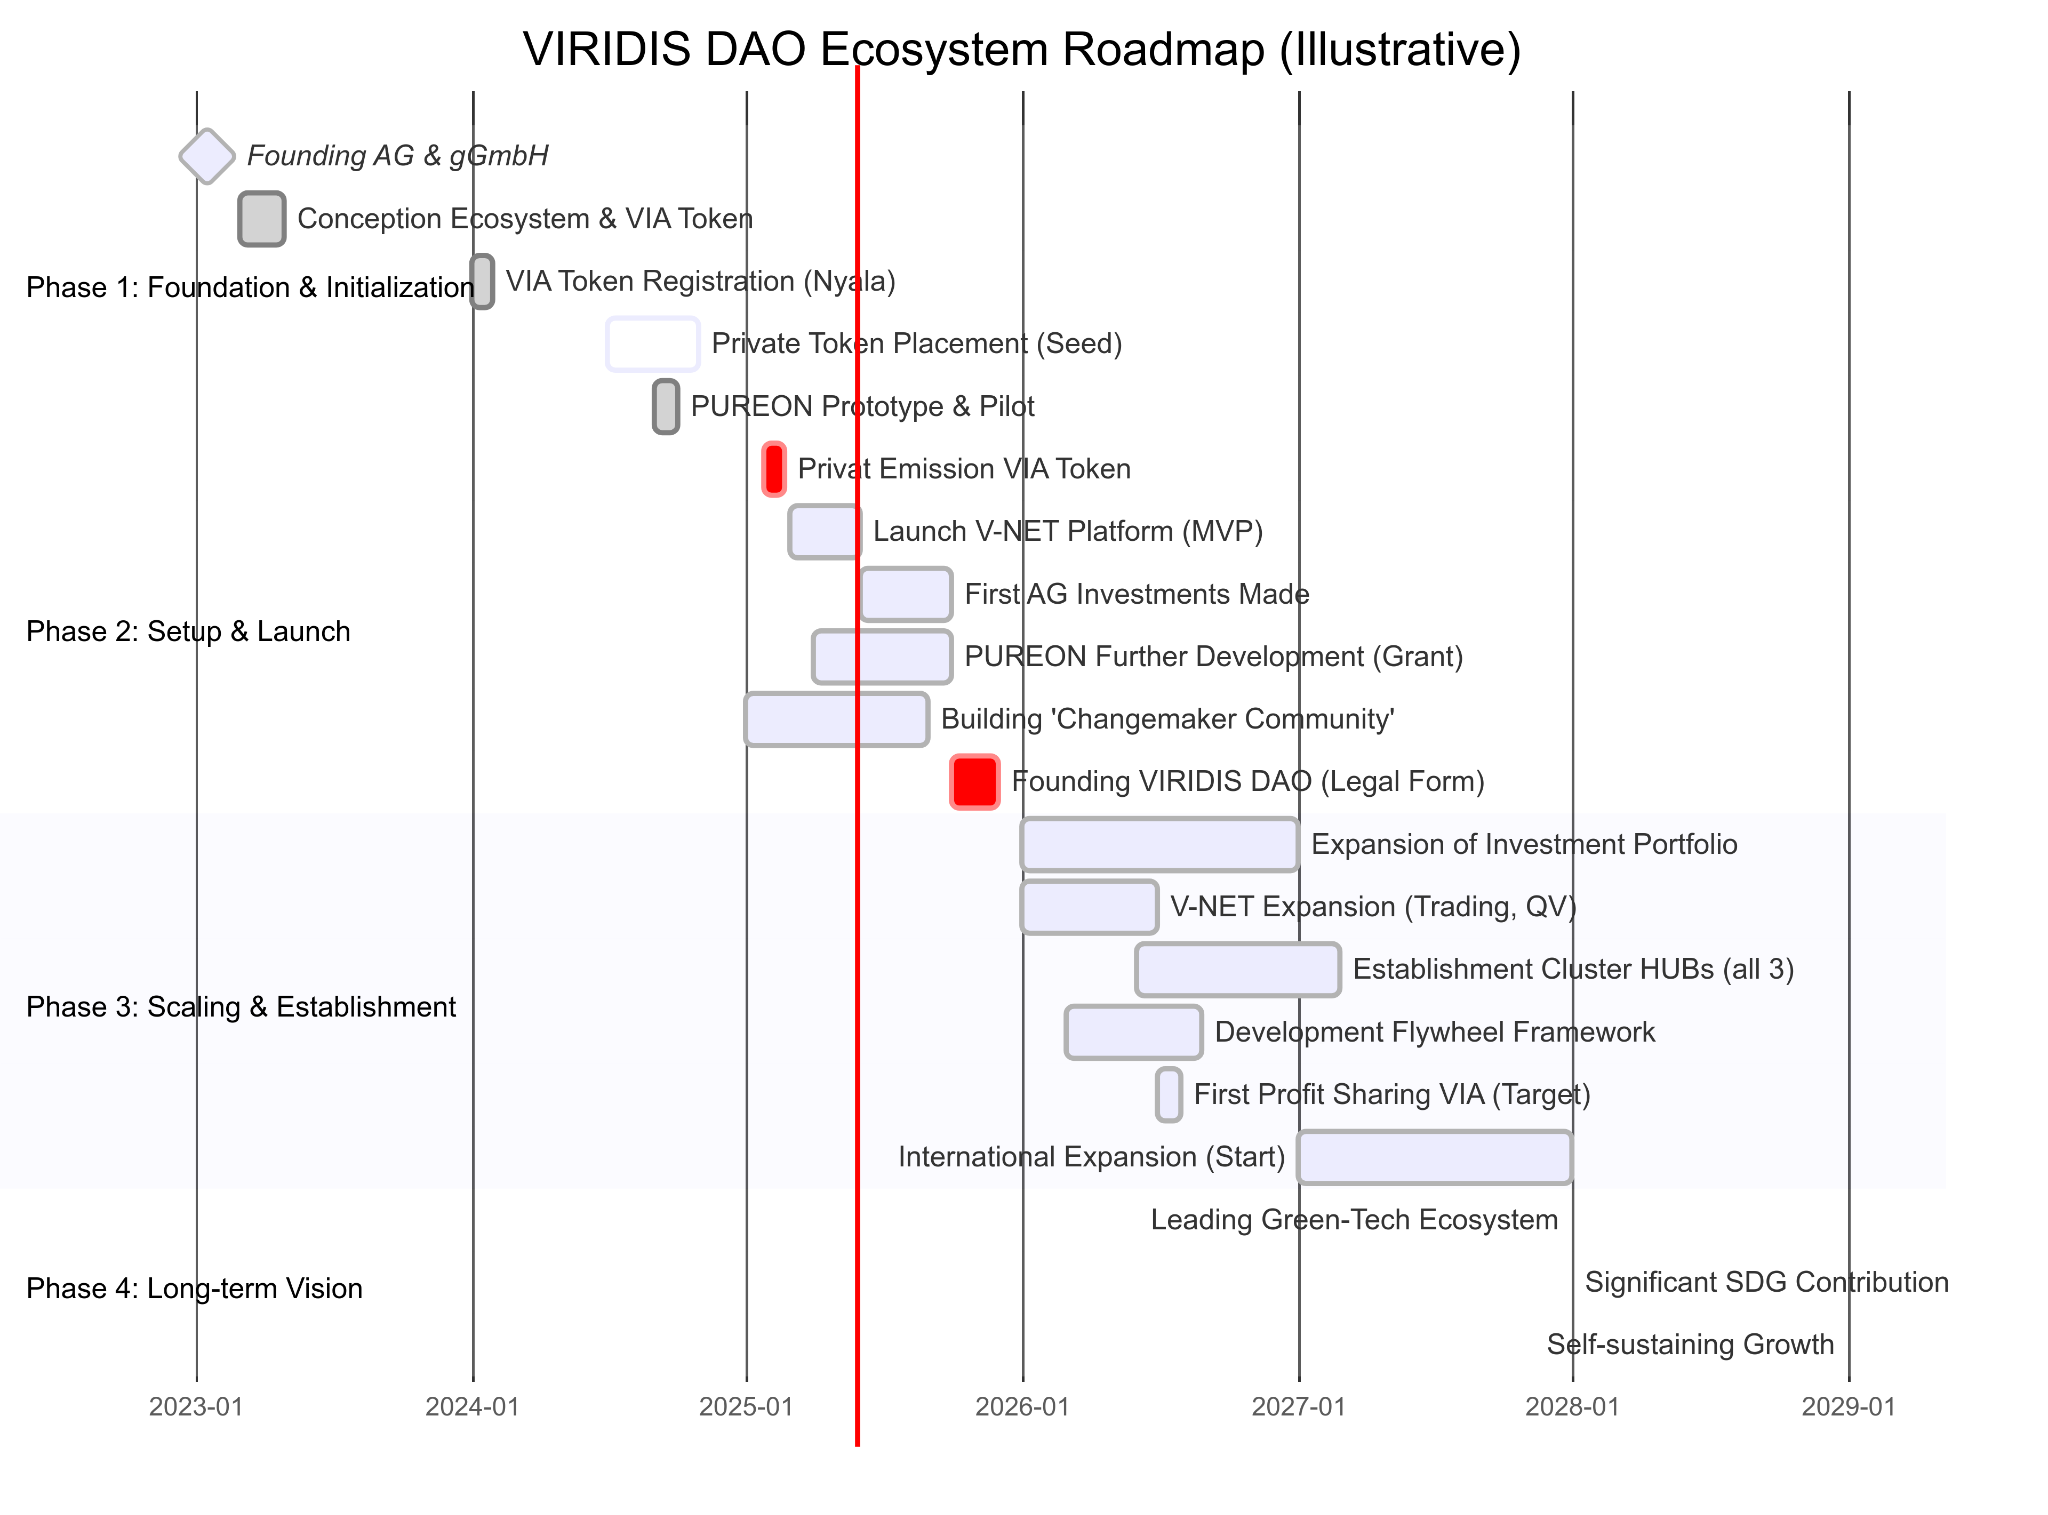 VIRIDIS DAO Ecosystem Roadmap (Illustrative)
Founding AG & gGmbH
Conception Ecosystem & VIA Token
Phase 1: Foundation & Initialization
VIA Token Registration (Nyala)
Private Token Placement (Seed)
PUREON Prototype & Pilot
Privat Emission VIA Token
Launch V-NET Platform (MVP)
First AG Investments Made
Phase 2: Setup & Launch
PUREON Further Development (Grant)
Building 'Changemaker Community'
Founding VIRIDIS DAO (Legal Form)
Expansion of Investment Portfolio
V-NET Expansion (Trading, QV)
Establishment Cluster HUBs (all 3)
Phase 3: Scaling & Establishment
Development Flywheel Framework
First Profit Sharing VIA (Target)
International Expansion (Start)
Leading Green-Tech Ecosystem
Phase 4: Long-term Vision
Significant SDG Contribution
Self-sustaining Growth
2023-01
2024-01
2025-01
2026-01
2027-01
2028-01
2029-01